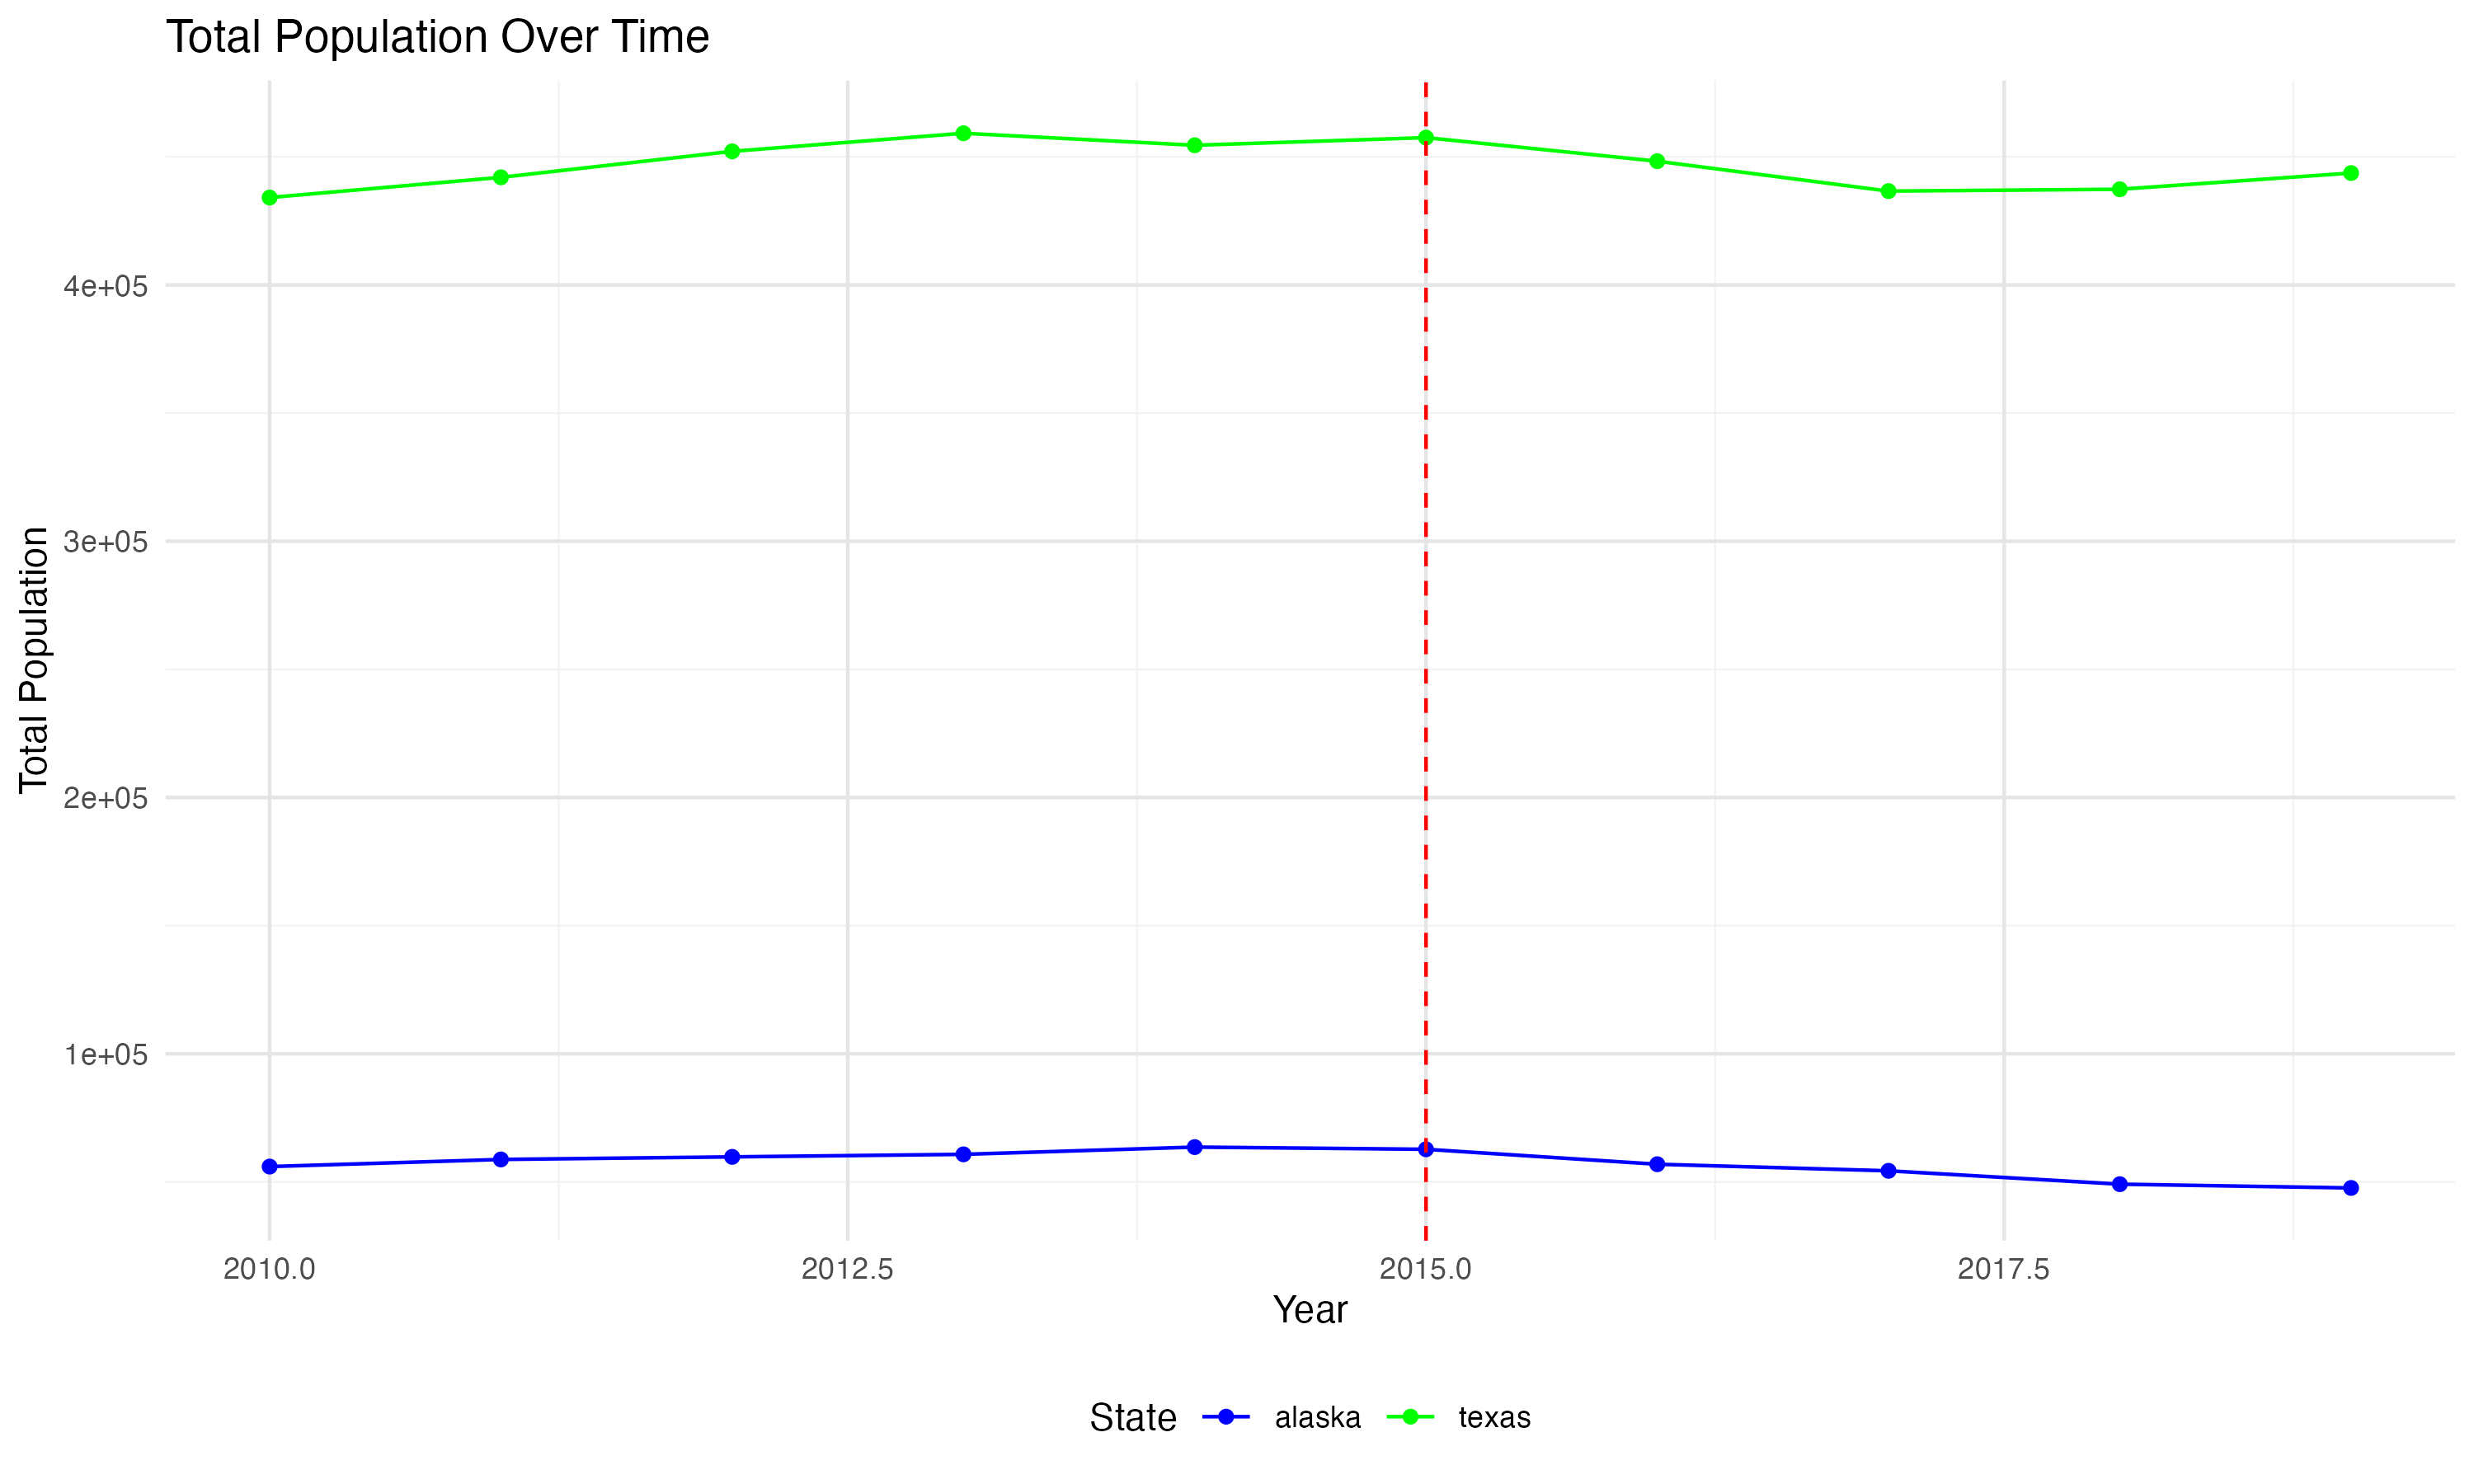 Total Population Over Time
Total Population
4e+05
3e+05
2e+05
1e+05
2010.0 2012.5 2015.0 2017.5
Year
State alaska texas